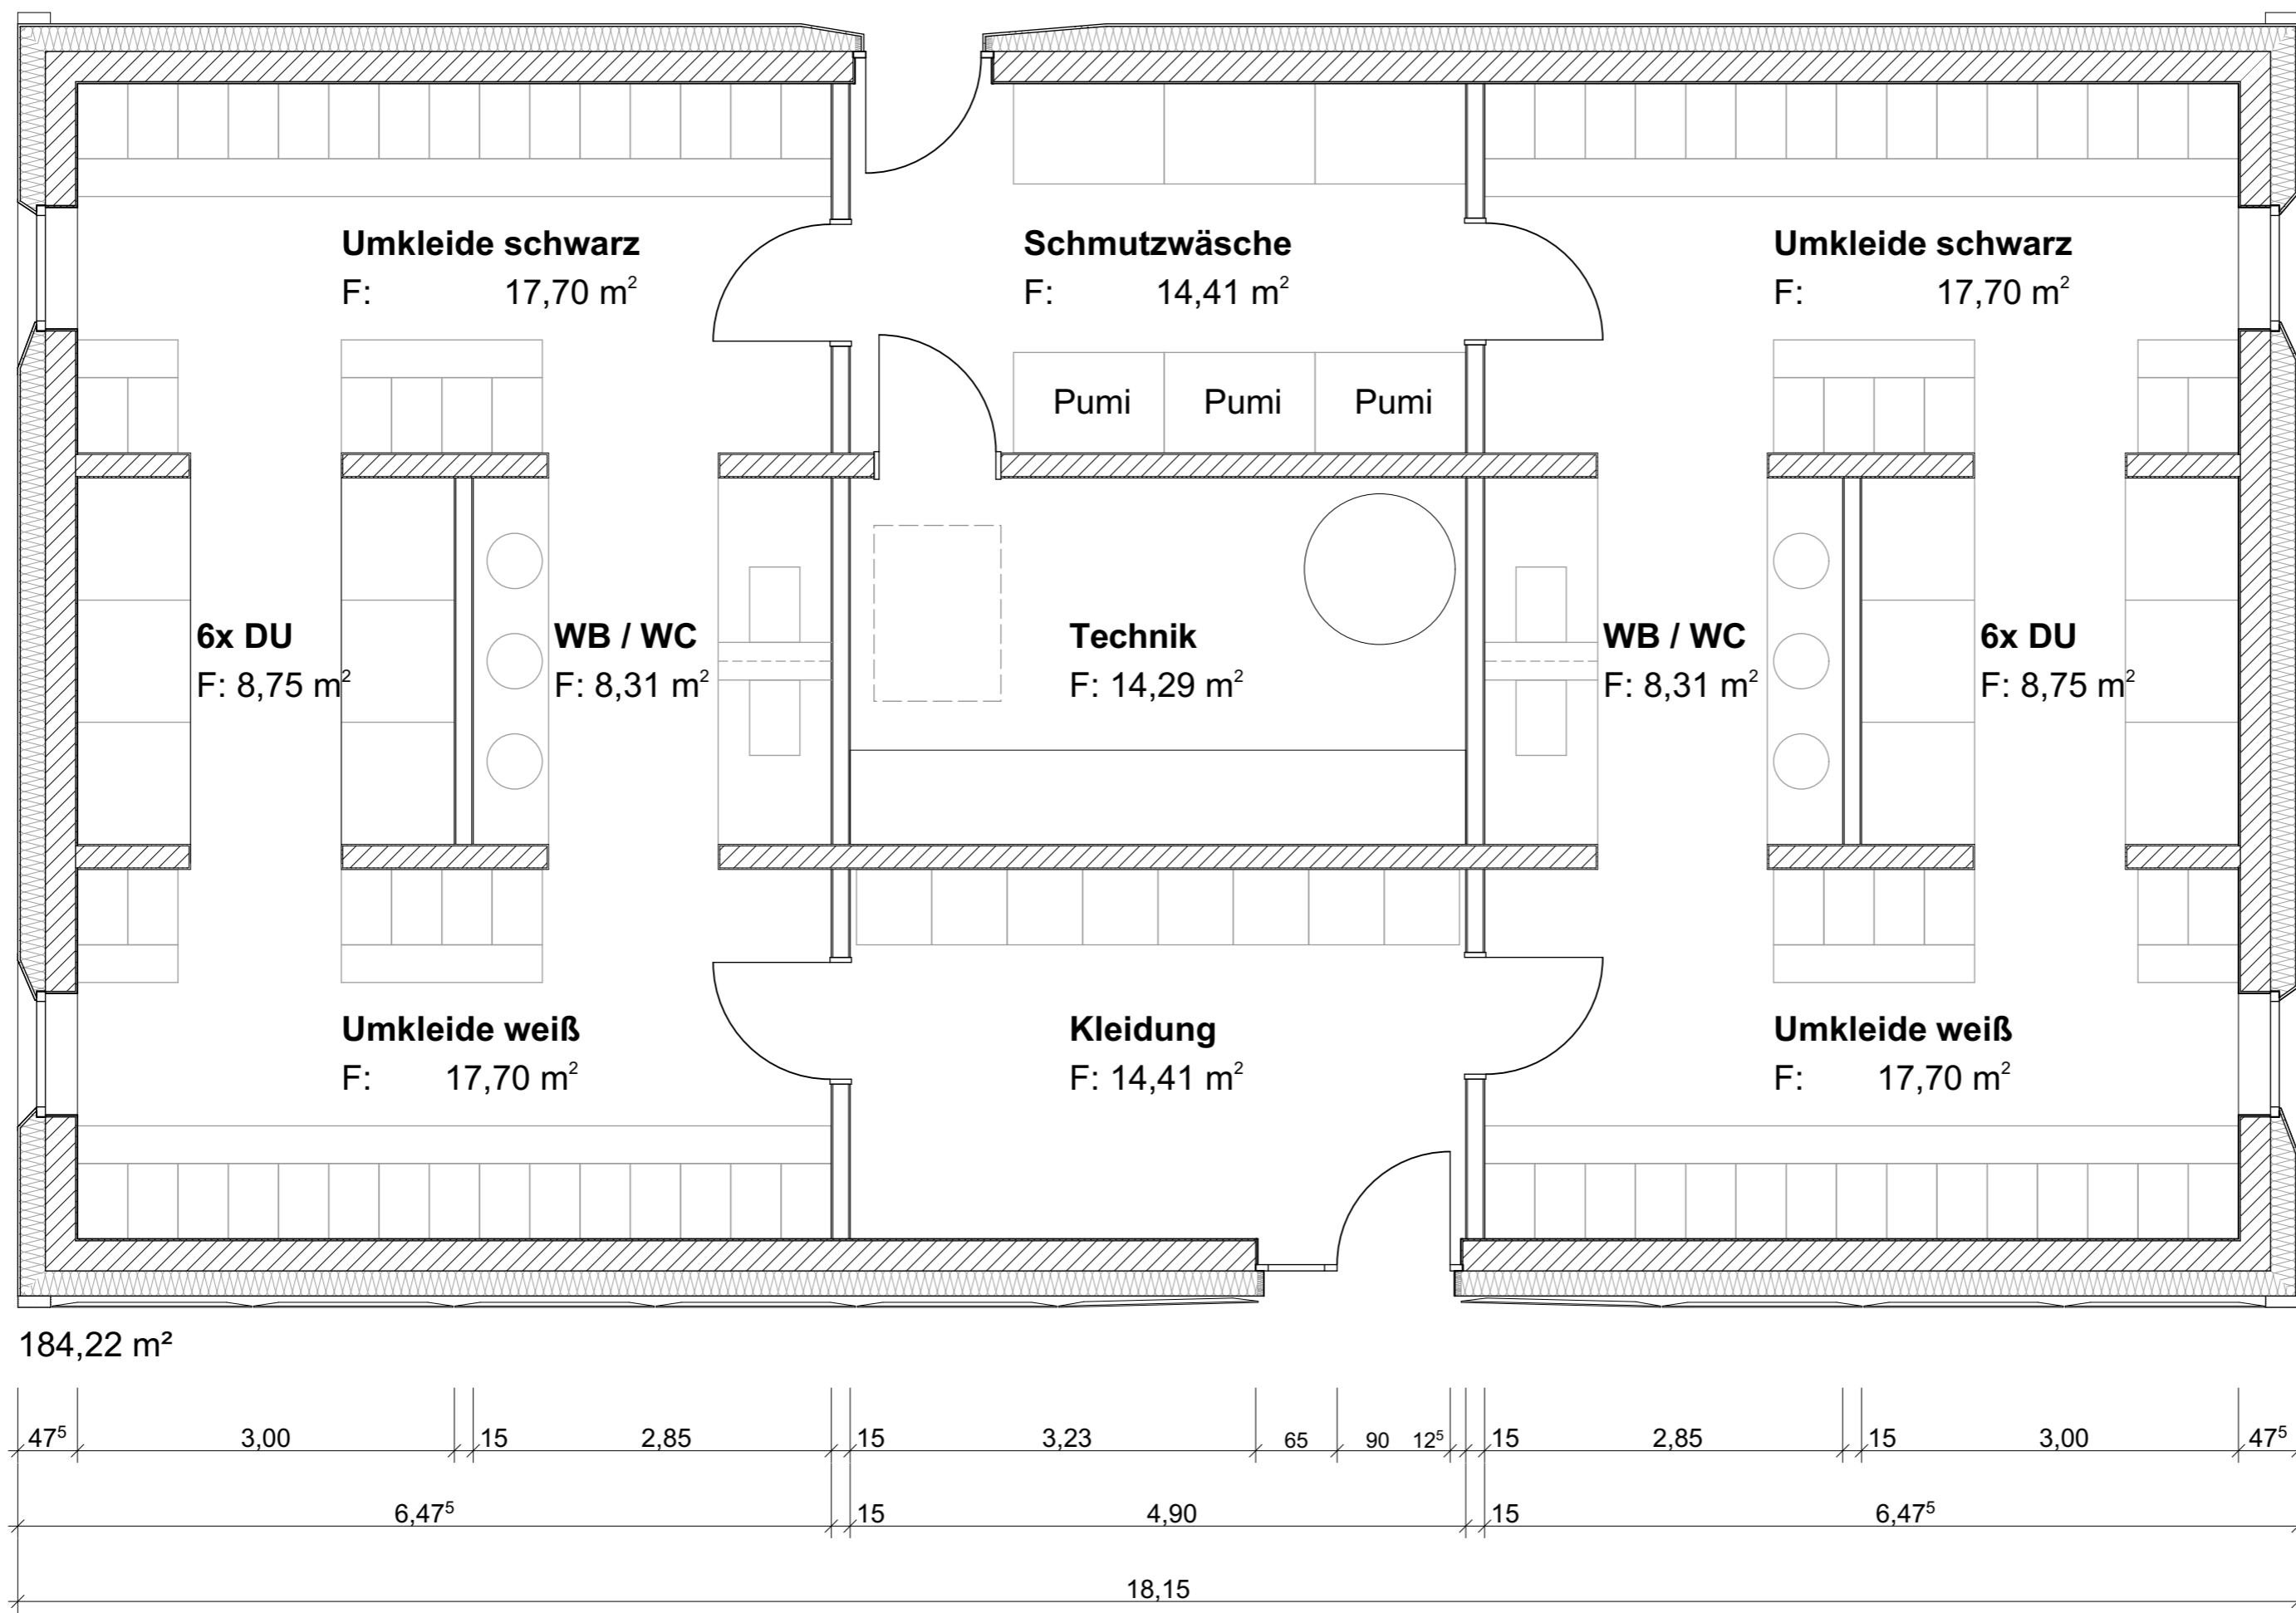 Umkleide schwarz
F: 17,70 m²
Schmutzwäsche
F: 14,41 m²
Umkleide schwarz
F: 17,70 m²
Pumi
Pumi
Pumi
6x DU
F: 8,75 m²
WB / WC
F: 8,31 m²
Technik
F: 14,29 m²
WB / WC
F: 8,31 m²
6x DU
F: 8,75 m²
Umkleide weiß
F: 17,70 m²
Kleidung
F: 14,41 m²
Umkleide weiß
F: 17,70 m²
184,22 m²
47⁵ 3,00 15 2,85 15 3,23 65 90 12⁵ 15 2,85 15 3,00 47⁵
6,47⁵ 15 4,90 15 6,47⁵
18,15